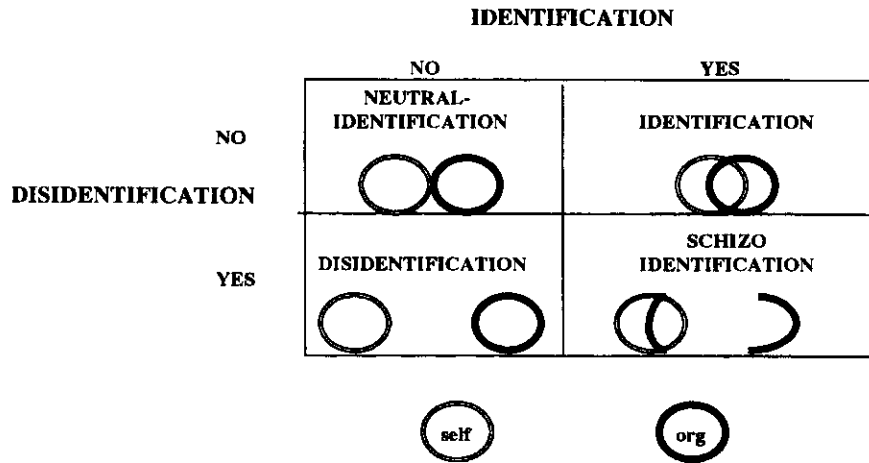 IDENTIFICATION
NO YES
NEUTRAL-
IDENTIFICATION
IDENTIFICATION
NO
DISIDENTIFICATION
YES
DISIDENTIFICATION
SCHIZO
IDENTIFICATION
self
org